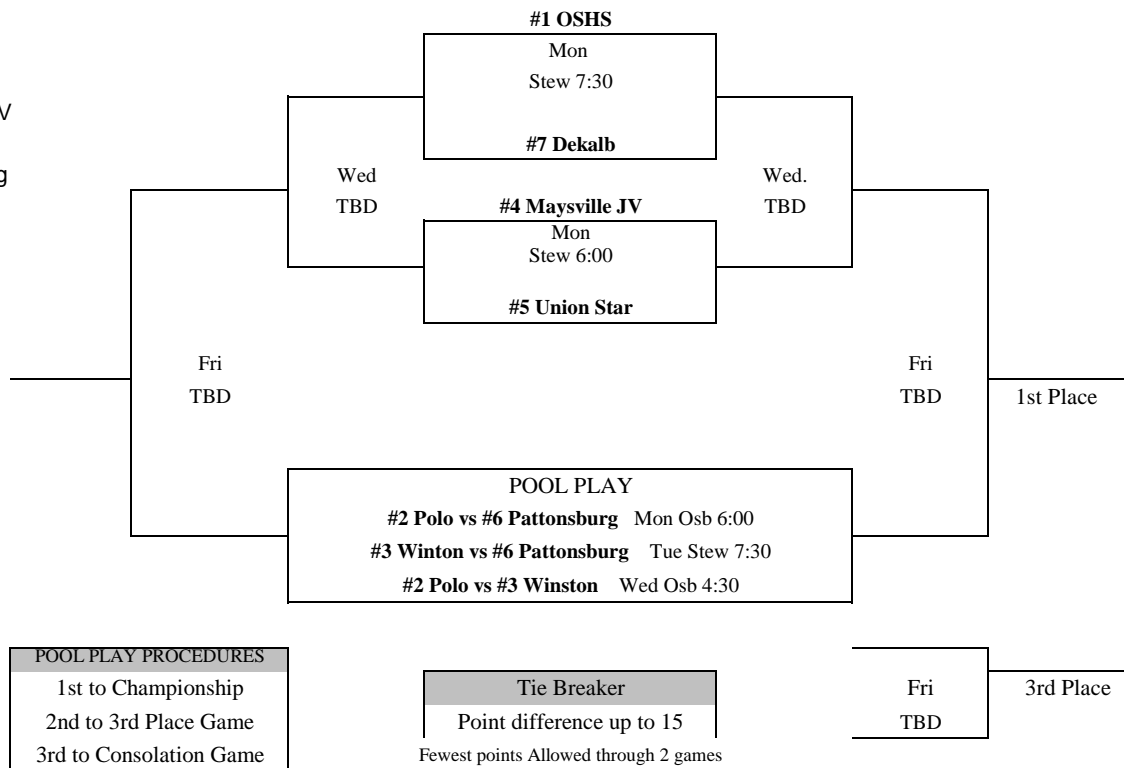 #1 OSHS
Mon
Stew 7:30
V
#7 Dekalb
g
Wed
Wed.
TBD
#4 Maysville JV
TBD
Mon
Stew 6:00
#5 Union Star
Fri
Fri
TBD
TBD
1st Place
POOL PLAY
#2 Polo vs #6 Pattonsburg Mon Osb 6:00
#3 Winton vs #6 Pattonsburg Tue Stew 7:30
#2 Polo vs #3 Winston Wed Osb 4:30
POOL PLAY PROCEDURES
1st to Championship
2nd to 3rd Place Game
3rd to Consolation Game
Tie Breaker
Point difference up to 15
Fewest points Allowed through 2 games
Fri
TBD
3rd Place